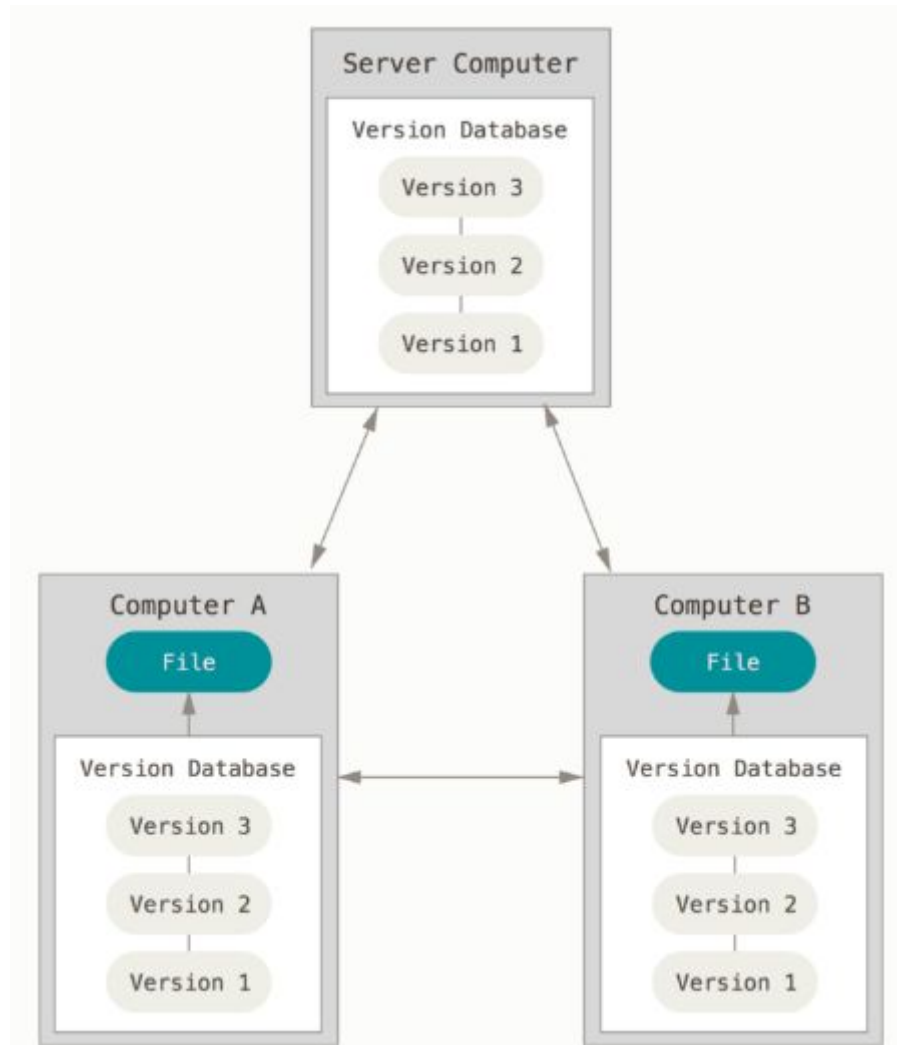 Server Computer
Version Database
Version 3
Version 2
Version 1
Computer A
File
Version Database
Version 3
Version 2
Version 1
Computer B
File
Version Database
Version 3
Version 2
Version 1